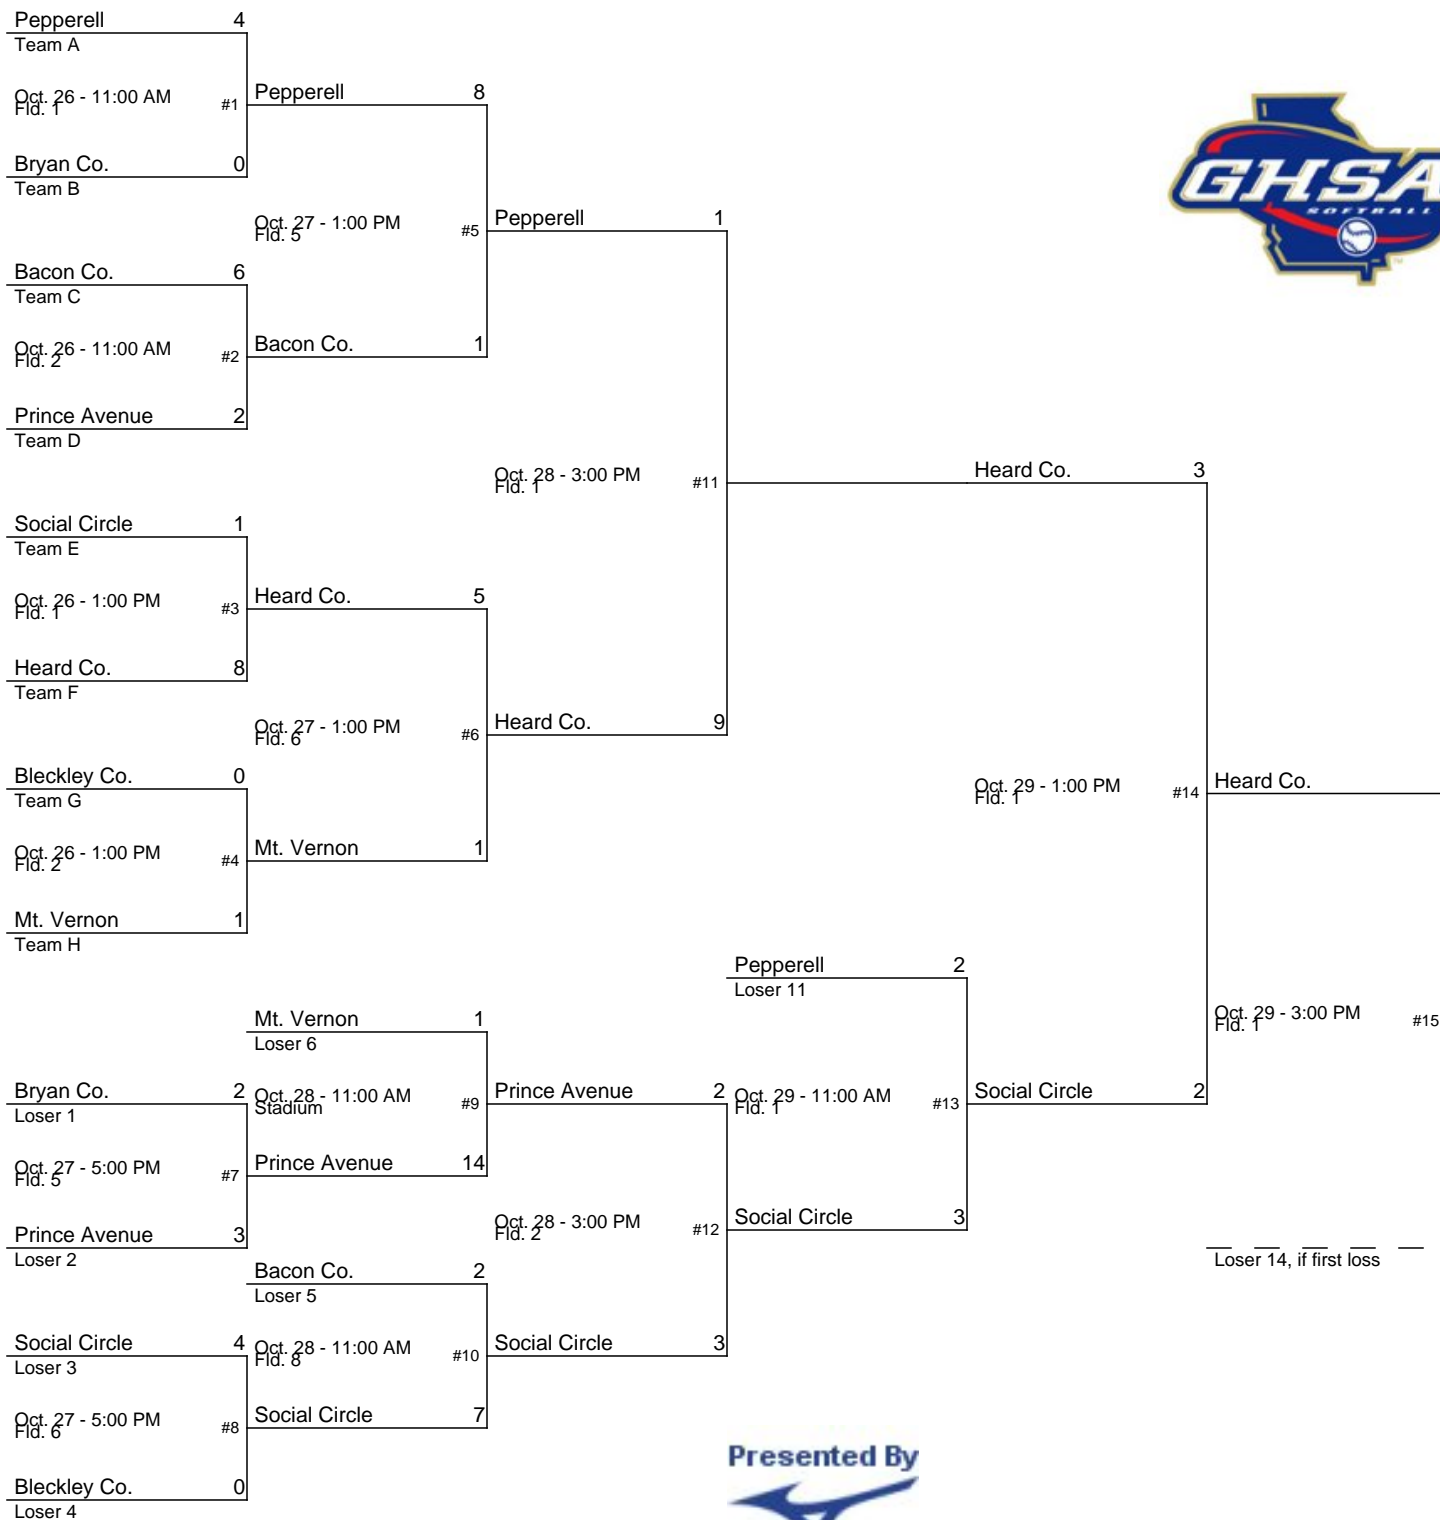 Pepperell 4
Team A
Oct. 26 - 11:00 AM
Fld. 1
#1
Pepperell 8
Bryan Co. 0
Team B
Oct. 27 - 1:00 PM
Fld. 5
#5
Pepperell 1
Bacon Co. 6
Team C
Oct. 26 - 11:00 AM
Fld. 2
#2
Bacon Co. 1
Prince Avenue 2
Team D
GHSA
SOFTBALL
TM
Oct. 28 - 3:00 PM
Fld. 1
#11
Heard Co. 3
Social Circle 1
Team E
Oct. 26 - 1:00 PM
Fld. 1
#3
Heard Co. 5
Heard Co. 8
Team F
Oct. 27 - 1:00 PM
Fld. 6
#6
Heard Co. 9
Bleckley Co. 0
Team G
Oct. 26 - 1:00 PM
Fld. 2
#4
Mt. Vernon 1
Mt. Vernon 1
Team H
Oct. 29 - 1:00 PM
Fld. 1
#14
Heard Co.
Pepperell 2
Loser 11
Mt. Vernon 1
Loser 6
Oct. 29 - 3:00 PM
Fld. 1
#15
Bryan Co. 2
Loser 1
Oct. 28 - 11:00 AM
Stadium
#9
Prince Avenue 2
Oct. 29 - 11:00 AM
Fld. 1
#13
Social Circle 2
Oct. 27 - 5:00 PM
Fld. 5
#7
Prince Avenue 14
Prince Avenue 3
Loser 2
Oct. 28 - 3:00 PM
Fld. 2
#12
Social Circle 3
Loser 14, if first loss
Bacon Co. 2
Loser 5
Social Circle 4
Loser 3
Oct. 28 - 11:00 AM
Fld. 8
#10
Social Circle 3
Oct. 27 - 5:00 PM
Fld. 6
#8
Social Circle 7
Bleckley Co. 0
Loser 4
Presented By